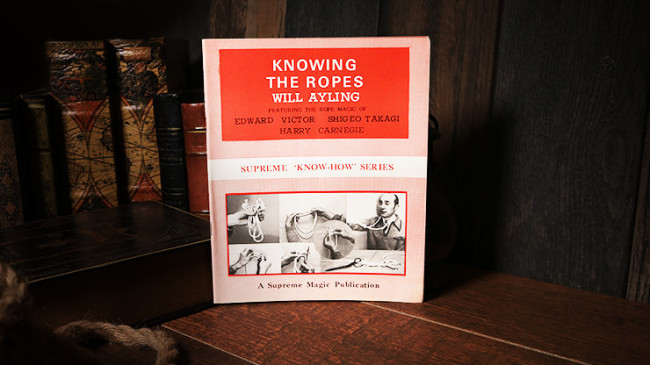 KNOWING
THE ROPES
WILL AYLING
FEATURING THE ROPE MAGIC OF
EDWARD VICTOR SHIGEO TAKAGI
HARRY CARNEGIE
SUPREME 'KNOW-HOW' SERIES
A Supreme Magic Publication